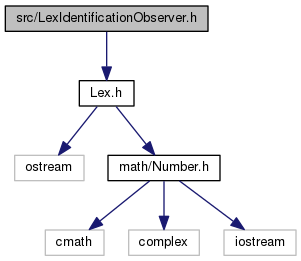 src/LexIdentificationObserver.h
Lex.h
ostream
math/Number.h
cmath
complex
iostream